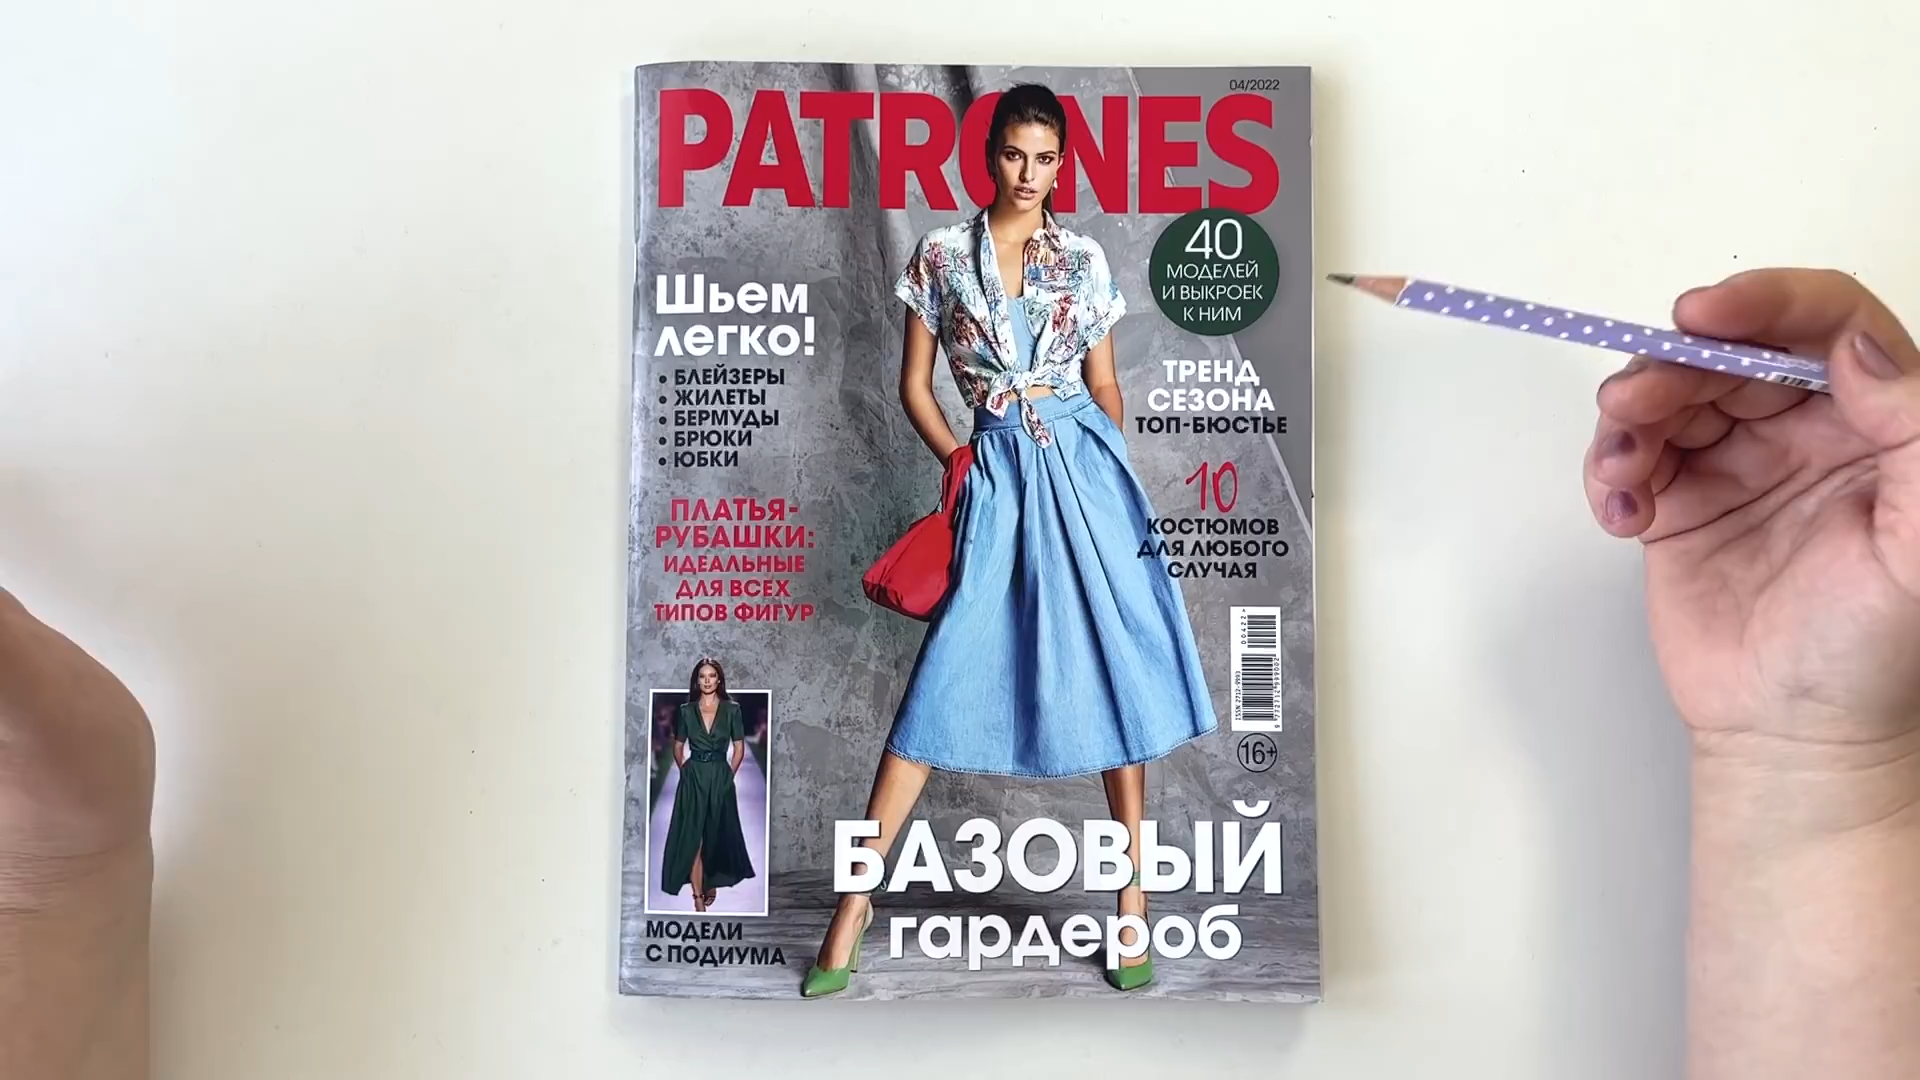 04/2022
PATRONES
40
МОДЕЛЕЙ
И ВЫКРОЕК
К НИМ
Шьем
легко!
• БЛЕЙЗЕРЫ
• ЖИЛЕТЫ
• БЕРМУДЫ
• БРЮКИ
• ЮБКИ
ТРЕНД
СЕЗОНА
ТОП-БЮСТЬЕ
10
КОСТЮМОВ
ДЛЯ ЛЮБОГО
СЛУЧАЯ
ПЛАТЬЯ-
РУБАШКИ:
ИДЕАЛЬНЫЕ
ДЛЯ ВСЕХ
ТИПОВ ФИГУР
00422
16+
БАЗОВЫЙ
гардероб
МОДЕЛИ
С ПОДИУМА